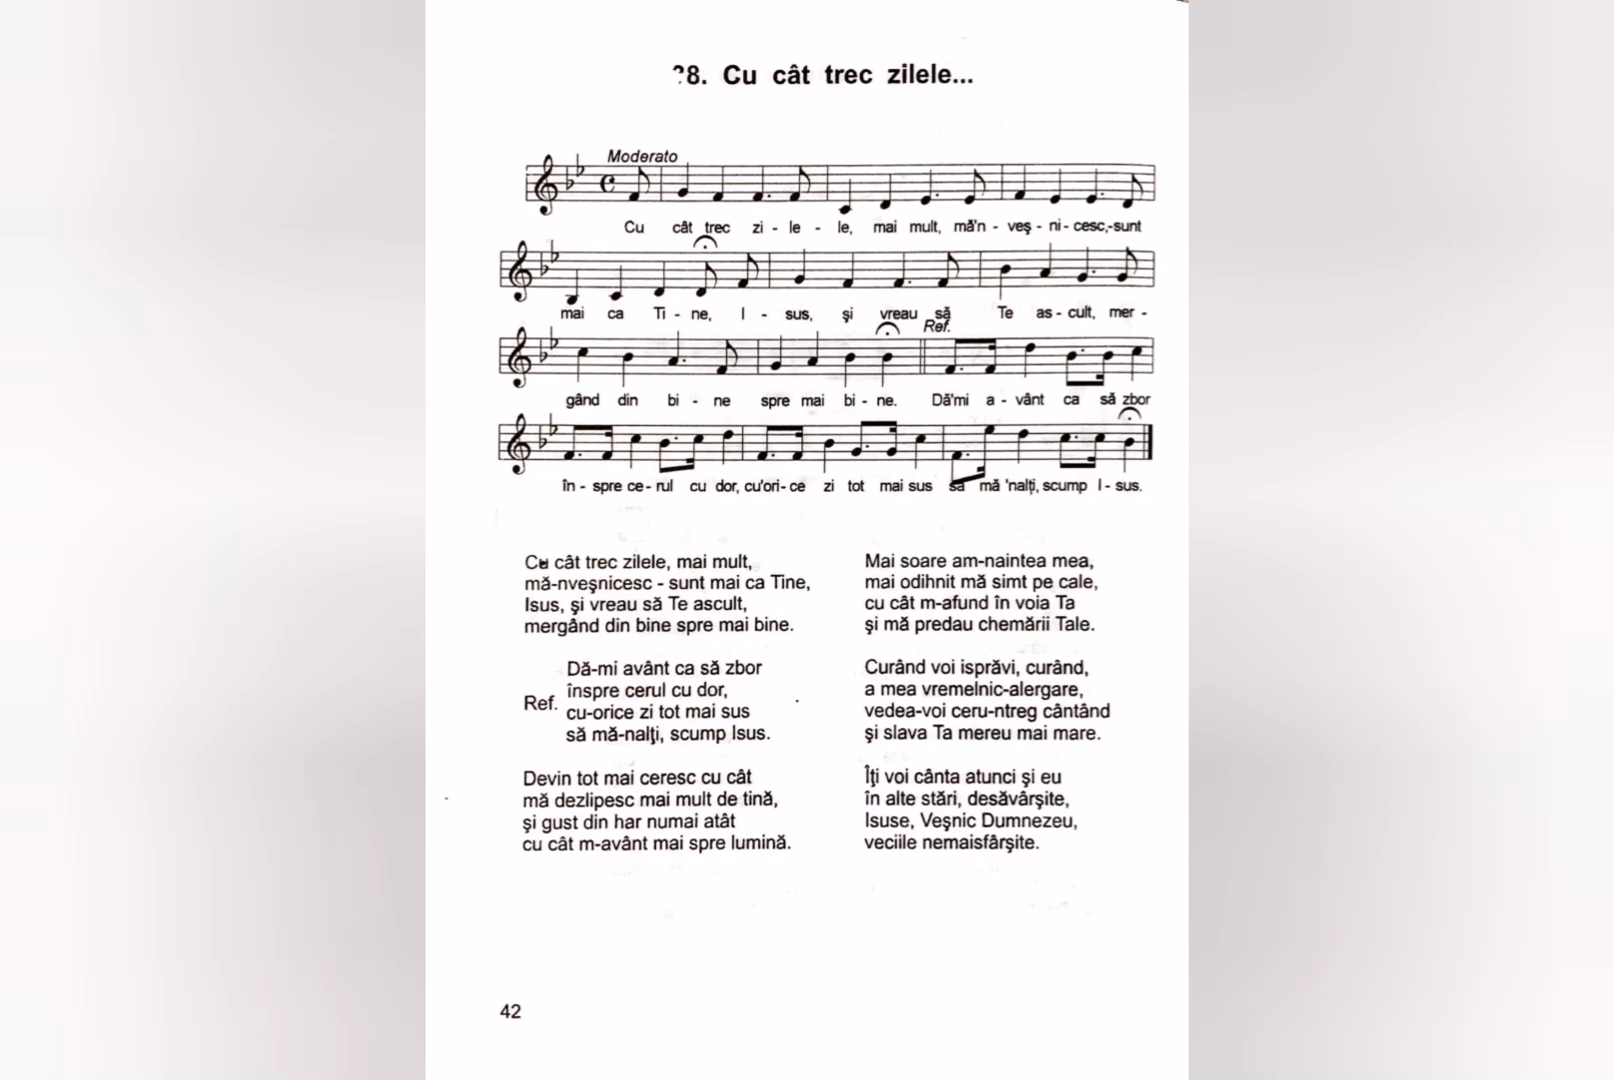 28. Cu cât trec zilele...
Moderato
Cu cât trec zi - le - le, mai mult, mă'n - veş - ni - cesc,-sunt
mai ca Ti - ne, I - sus, şi vreau să Te as - cult, mer -
Ref.
gând din bi - ne spre mai bi - ne. Dă'mi a - vânt ca să zbor
în - spre ce - rul cu dor, cu'ori - ce zi tot mai sus să mă 'nalţi, scump I - sus.
Cu cât trec zilele, mai mult,
mă-nveşnicesc - sunt mai ca Tine,
Isus, şi vreau să Te ascult,
mergând din bine spre mai bine.
Dă-mi avânt ca să zbor
înspre cerul cu dor,
Ref.
cu-orice zi tot mai sus
să mă-nalţi, scump Isus.
Devin tot mai ceresc cu cât
mă dezlipesc mai mult de tină,
şi gust din har numai atât
cu cât m-avânt mai spre lumină.
Mai soare am-naintea mea,
mai odihnit mă simt pe cale,
cu cât m-afund în voia Ta
şi mă predau chemării Tale.
Curând voi isprăvi, curând,
a mea vremelnic-alergare,
vedea-voi ceru-ntreg cântând
şi slava Ta mereu mai mare.
Îţi voi cânta atunci şi eu
în alte stări, desăvârşite,
Isuse, Veşnic Dumnezeu,
veciile nemaisfârşite.
42